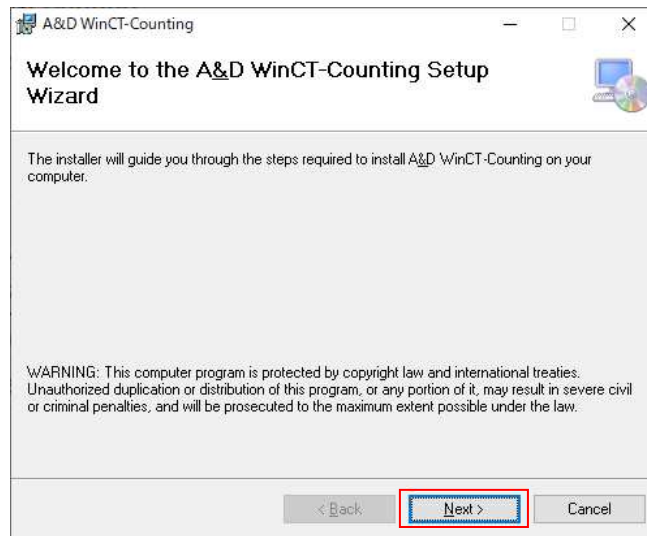 A&D WinCT-Counting
Welcome to the A&D WinCT-Counting Setup
Wizard
The installer will guide you through the steps required to install A&D WinCT-Counting on your
computer.
WARNING: This computer program is protected by copyright law and international treaties.
Unauthorized duplication or distribution of this program, or any portion of it, may result in severe civil
or criminal penalties, and will be prosecuted to the maximum extent possible under the law.
< Back
Next >
Cancel